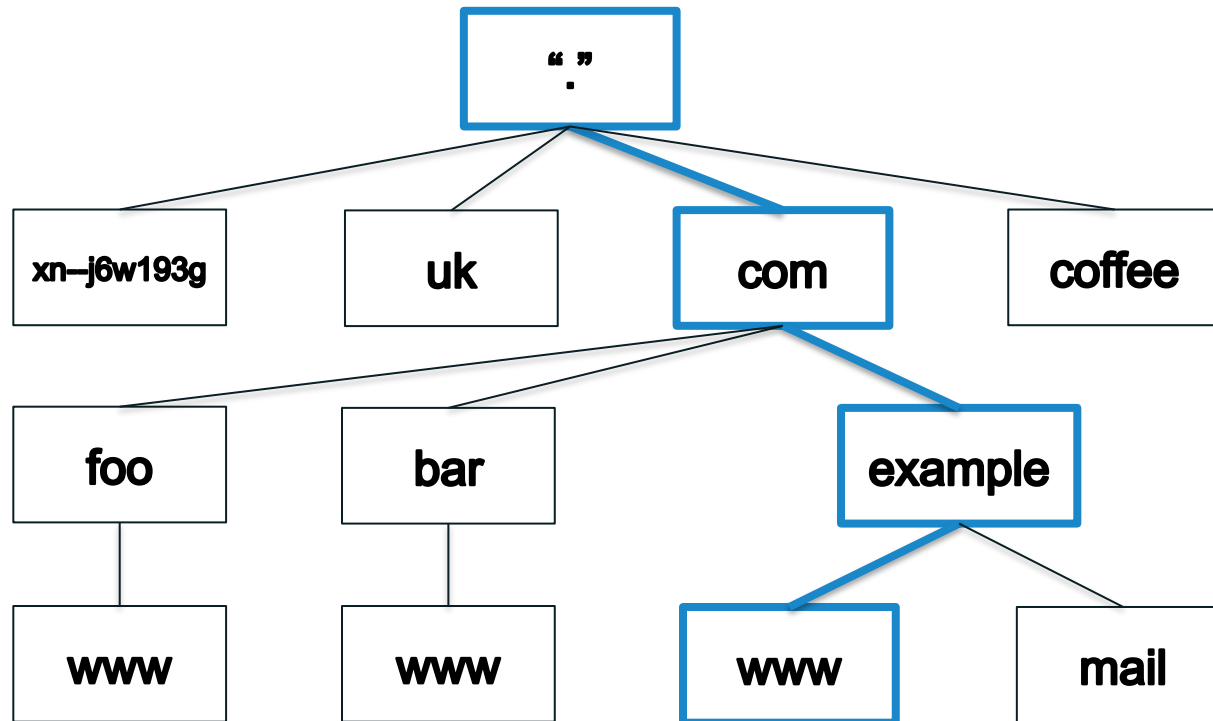 “.”
xn--j6w193g
uk
com
coffee
foo
bar
example
www
www
www
mail